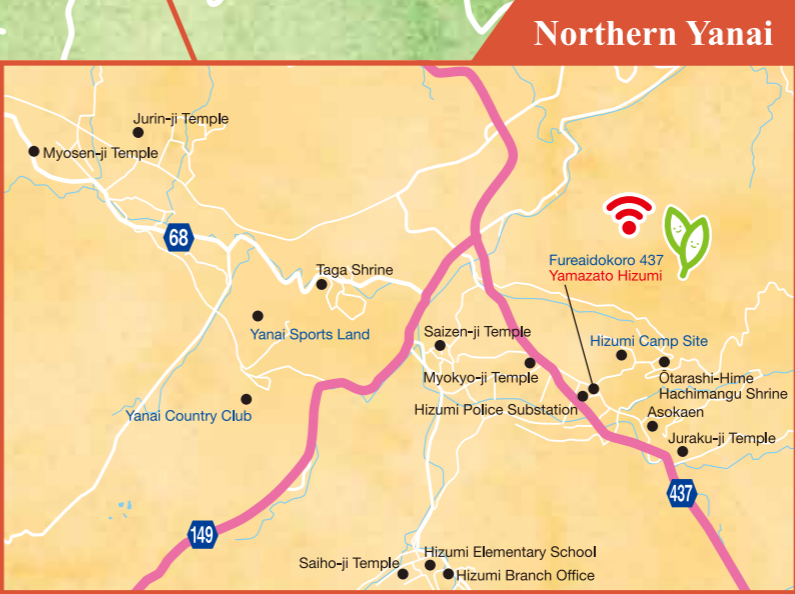 Northern Yanai
Jurin-ji Temple
Myosen-ji Temple
68
Taga Shrine
Fureaidokoro 437
Yamazato Hizumi
Yanai Sports Land
Saizen-ji Temple
Hizumi Camp Site
Myokyo-ji Temple
Ōtarashi-Hime
Hachimangu Shrine
Yanai Country Club
Hizumi Police Substation
Asokaen
Juraku-ji Temple
437
149
Saiho-ji Temple
Hizumi Elementary School
Hizumi Branch Office